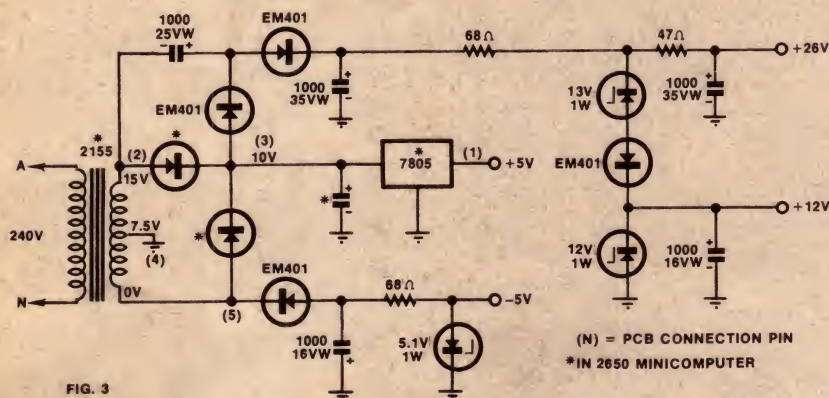 1000
25VW
- +
EM401
68Ω
47Ω
+26V
EM401
+
1000
35VW
-
13V
1W
+
1000
35VW
-
*
2155
(2)
*
(3)
10V
*
7805
(1)
+5V
EM401
A
15V
240V
7.5V
(4)
*
*
+
-
+12V
12V
1W
+
1000
16VW
-
N
0V
(5)
EM401
68Ω
-5V
-
1000
16VW
+
5.1V
1W
(N) = PCB CONNECTION PIN
*IN 2650 MINICOMPUTER
FIG. 3